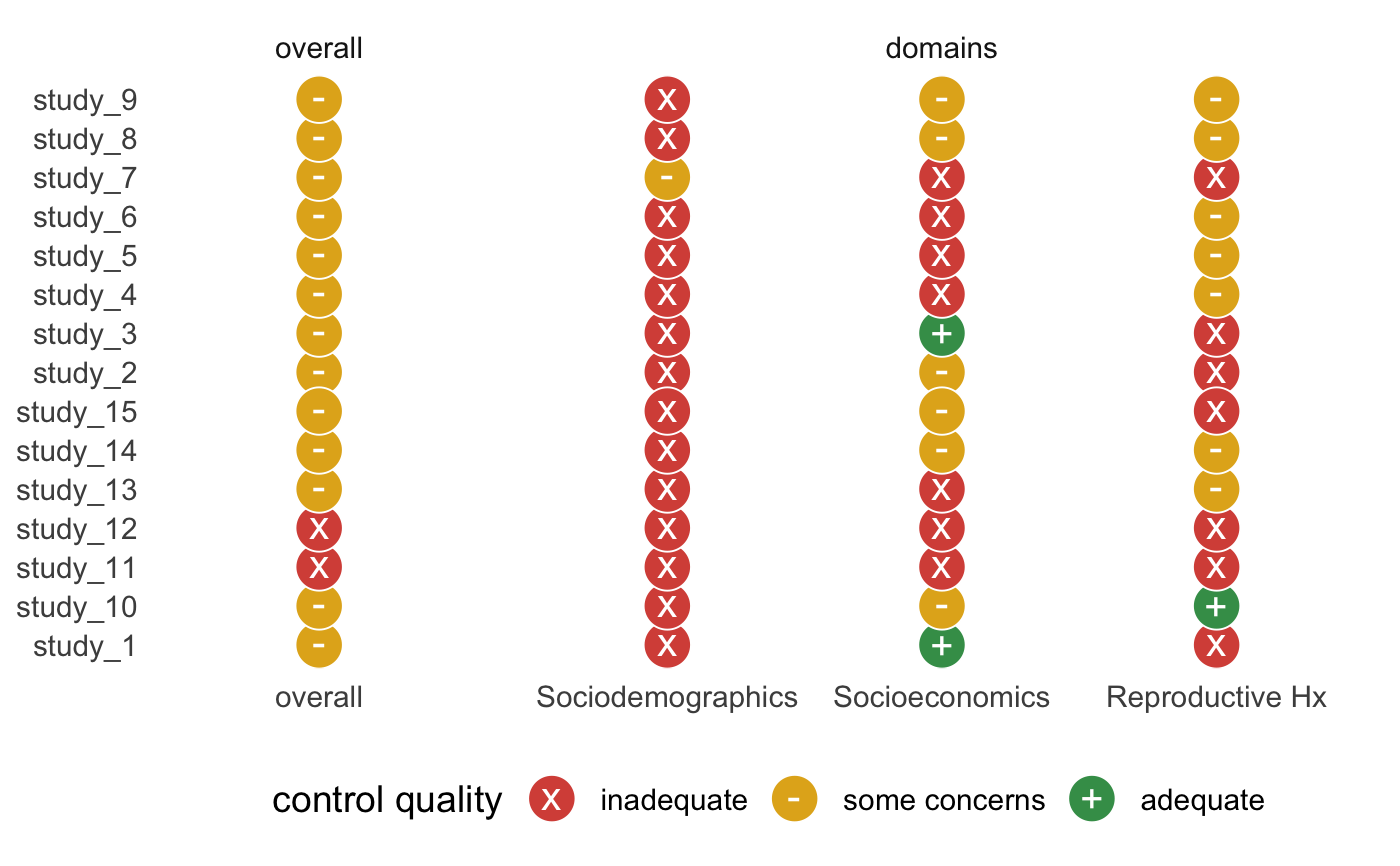 overall domains
study_9 - x - -
study_8 - x - -
study_7 - - x x
study_6 - x x -
study_5 - x x -
study_4 - x x -
study_3 - x + x
study_2 - x - x
study_15 - x - x
study_14 - x - -
study_13 - x x -
study_12 x x x x
study_11 x x x x
study_10 - x - +
study_1 - x + x
overall Sociodemographics Socioeconomics Reproductive Hx
control quality x inadequate - some concerns + adequate